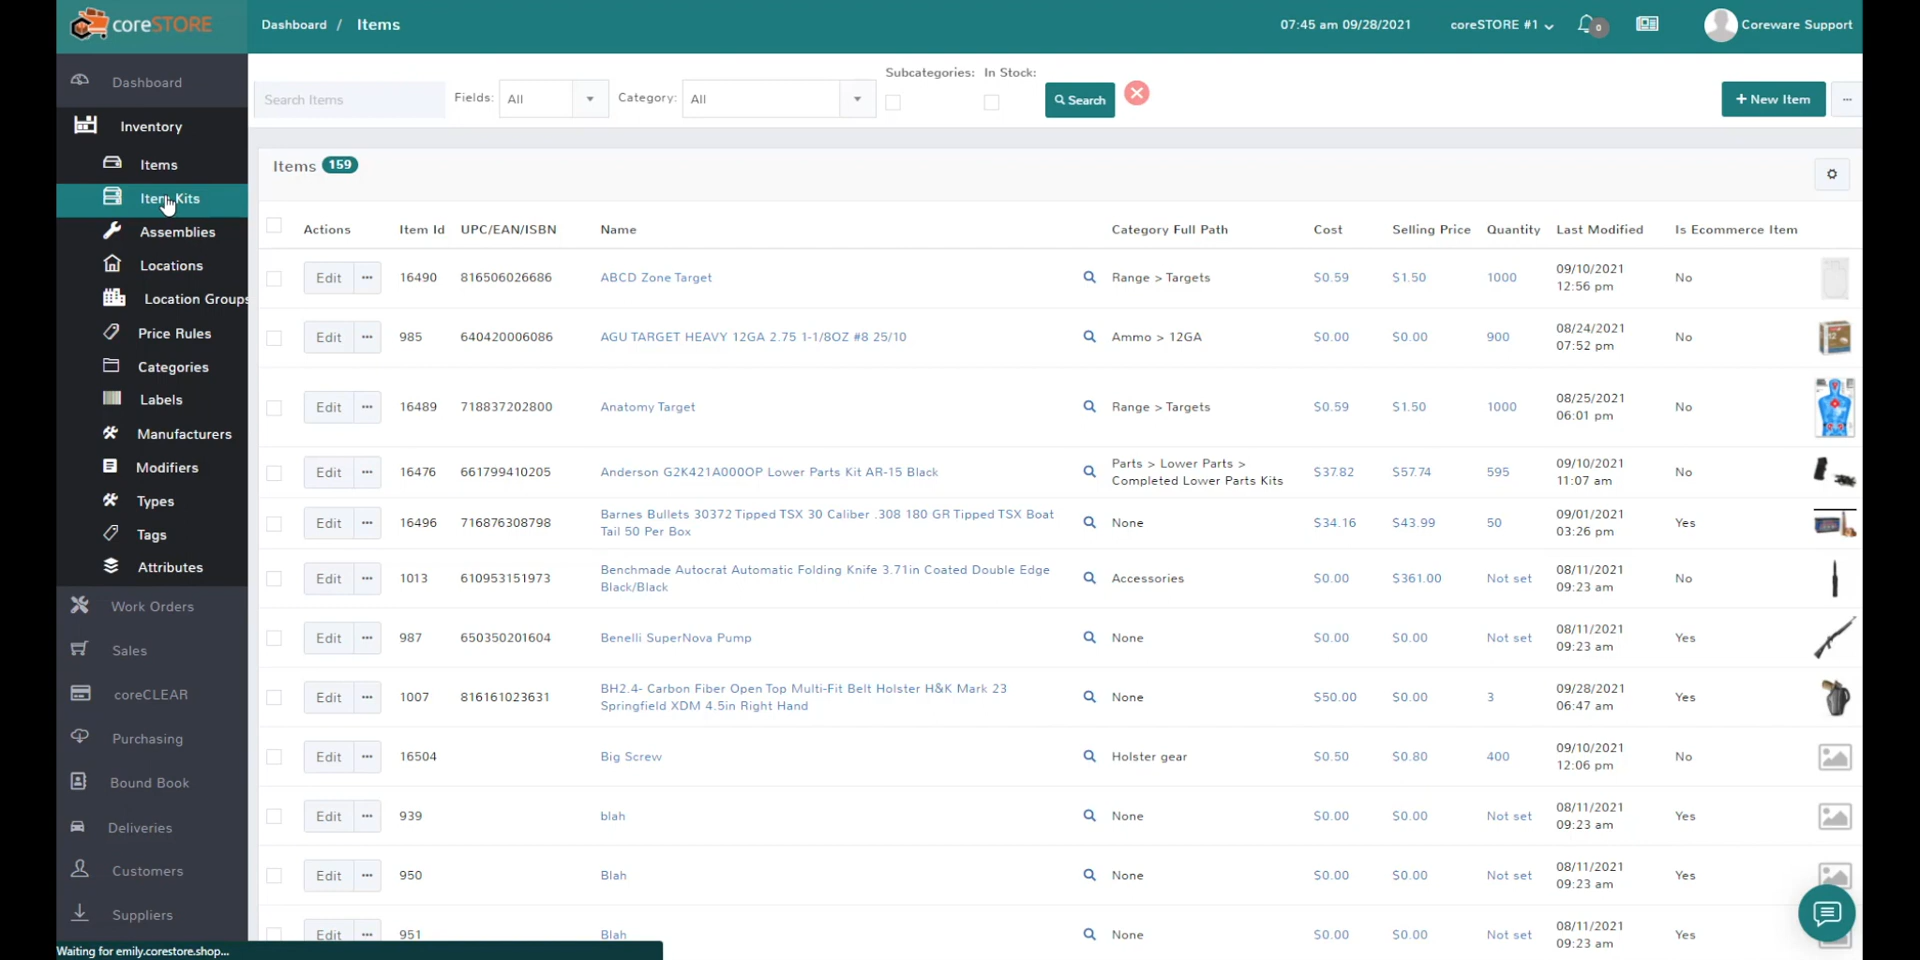 coreSTORE
Dashboard / Items
07:45 am 09/28/2021
coreSTORE #1
0
Coreware Support
Dashboard
Inventory
Items
Item Kits
Assemblies
Locations
Location Groups
Price Rules
Categories
Labels
Manufacturers
Modifiers
Types
Tags
Attributes
Work Orders
Sales
coreCLEAR
Purchasing
Bound Book
Deliveries
Customers
Suppliers
Waiting for emily.corestore.shop...
Search Items
Fields: All
Category: All
Subcategories: In Stock:
Search
+ New Item
...
Items 159
Actions Item Id UPC/EAN/ISBN Name Category Full Path Cost Selling Price Quantity Last Modified Is Ecommerce Item
Edit ... 16490 816506026686 ABCD Zone Target Range > Targets $0.59 $1.50 1000 09/10/2021 No
12:56 pm
Edit ... 985 640420006086 AGU TARGET HEAVY 12GA 2.75 1-1/8OZ #8 25/10 Ammo > 12GA $0.00 $0.00 900 08/24/2021 No
07:52 pm
Edit ... 16489 718837202800 Anatomy Target Range > Targets $0.59 $1.50 1000 08/25/2021 No
06:01 pm
Edit ... 16476 661799410205 Anderson G2K421A000OP Lower Parts Kit AR-15 Black Parts > Lower Parts > $37.82 $57.74 595 09/10/2021 No
Completed Lower Parts Kits 11:07 am
Edit ... 16496 716876308798 Barnes Bullets 30372 Tipped TSX 30 Caliber .308 180 GR Tipped TSX Boat None $34.16 $43.99 50 09/01/2021 Yes
Tail 50 Per Box 03:26 pm
Edit ... 1013 610953151973 Benchmade Autocrat Automatic Folding Knife 3.71in Coated Double Edge Accessories $0.00 $361.00 Not set 08/11/2021 No
Black/Black 09:23 am
Edit ... 987 650350201604 Benelli SuperNova Pump None $0.00 $0.00 Not set 08/11/2021 Yes
09:23 am
Edit ... 1007 816161023631 BH2.4- Carbon Fiber Open Top Multi-Fit Belt Holster H&K Mark 23 None $50.00 $0.00 3 09/28/2021 Yes
Springfield XDM 4.5in Right Hand 06:47 am
Edit ... 16504 Big Screw Holster gear $0.50 $0.80 400 09/10/2021 No
12:06 pm
Edit ... 939 blah None $0.00 $0.00 Not set 08/11/2021 Yes
09:23 am
Edit ... 950 Blah None $0.00 $0.00 Not set 08/11/2021 Yes
09:23 am
Edit ... 951 Blah None $0.00 $0.00 Not set 08/11/2021 Yes
09:23 am